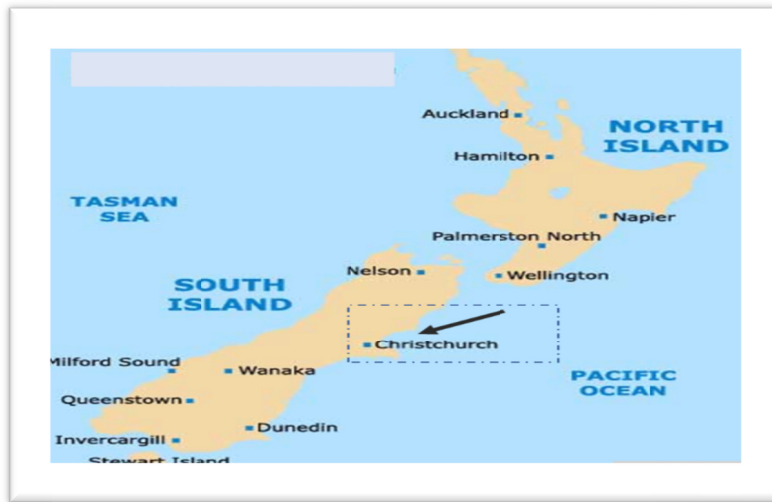 Auckland
NORTH
ISLAND
Hamilton
TASMAN
SEA
Napier
Palmerston North
Nelson
Wellington
SOUTH
ISLAND
Christchurch
Milford Sound
Wanaka
PACIFIC
OCEAN
Queenstown
Dunedin
Invercargill
Stewart Island